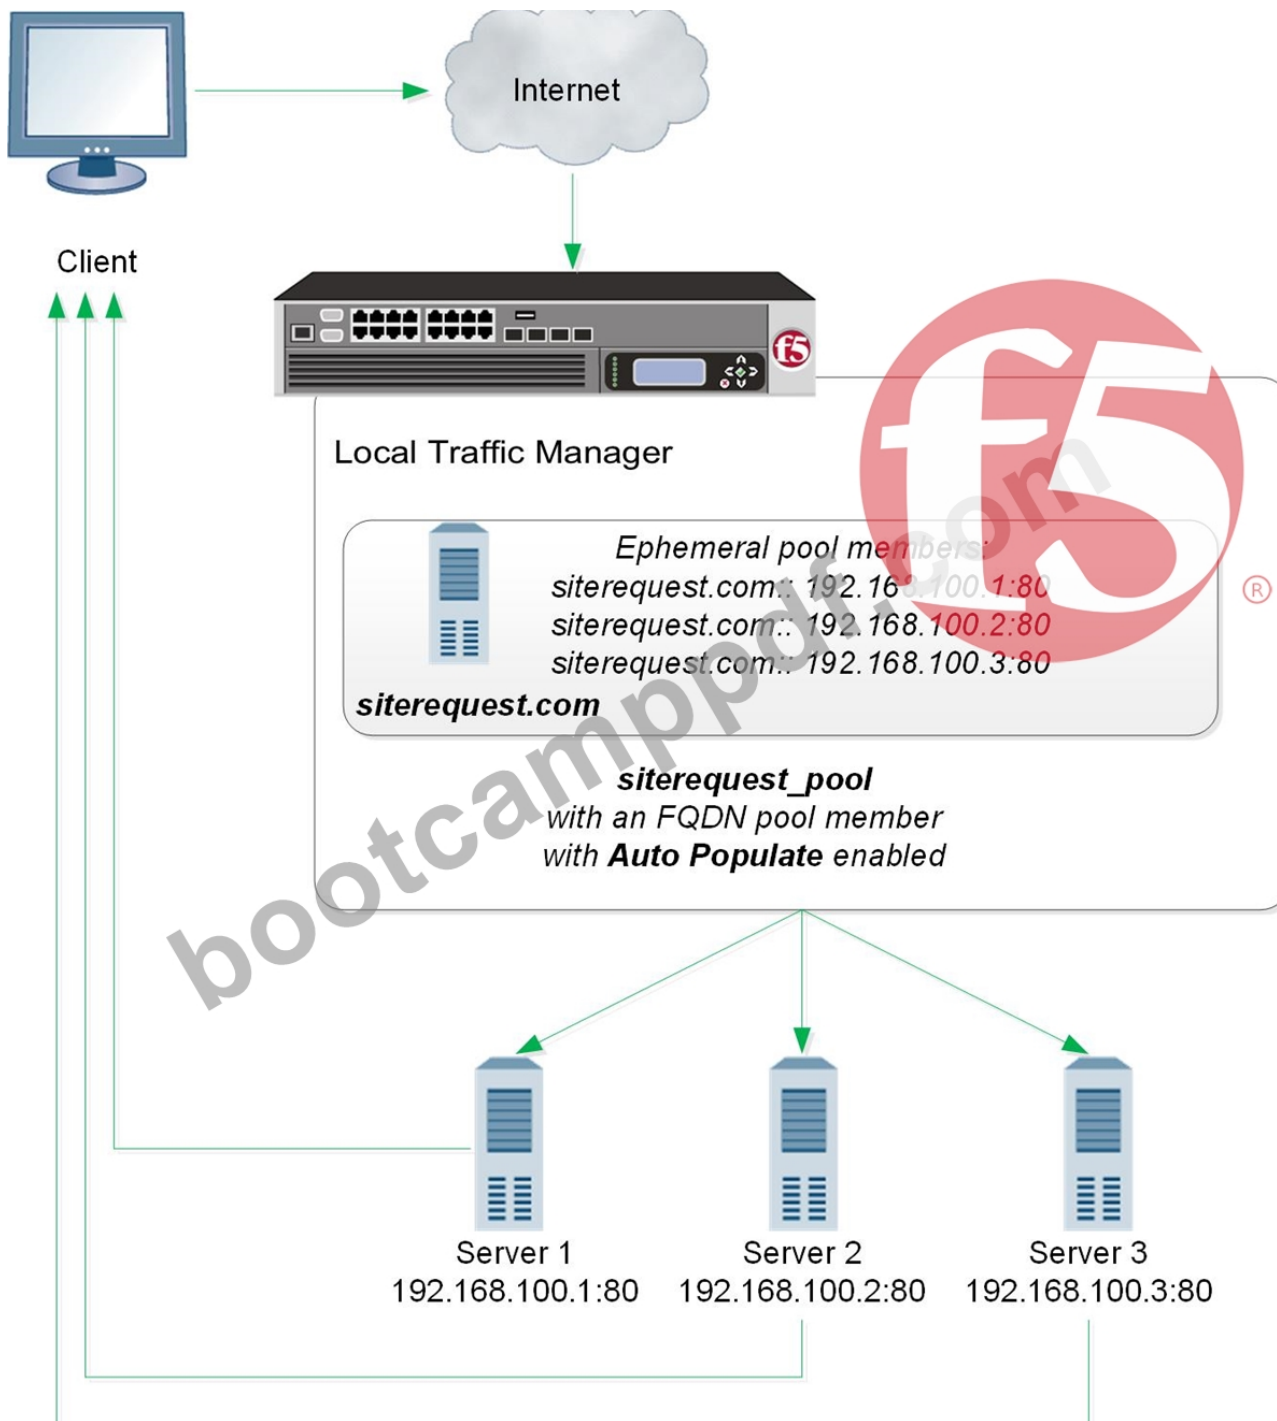 Internet
Client
f5
f5
®
Local Traffic Manager
Ephemeral pool members:
siterequest.com:: 192.168.100.1:80
siterequest.com:: 192.168.100.2:80
siterequest.com:: 192.168.100.3:80
siterequest.com
siterequest_pool
with an FQDN pool member
with Auto Populate enabled
bootcamppdf.com
Server 1
192.168.100.1:80
Server 2
192.168.100.2:80
Server 3
192.168.100.3:80